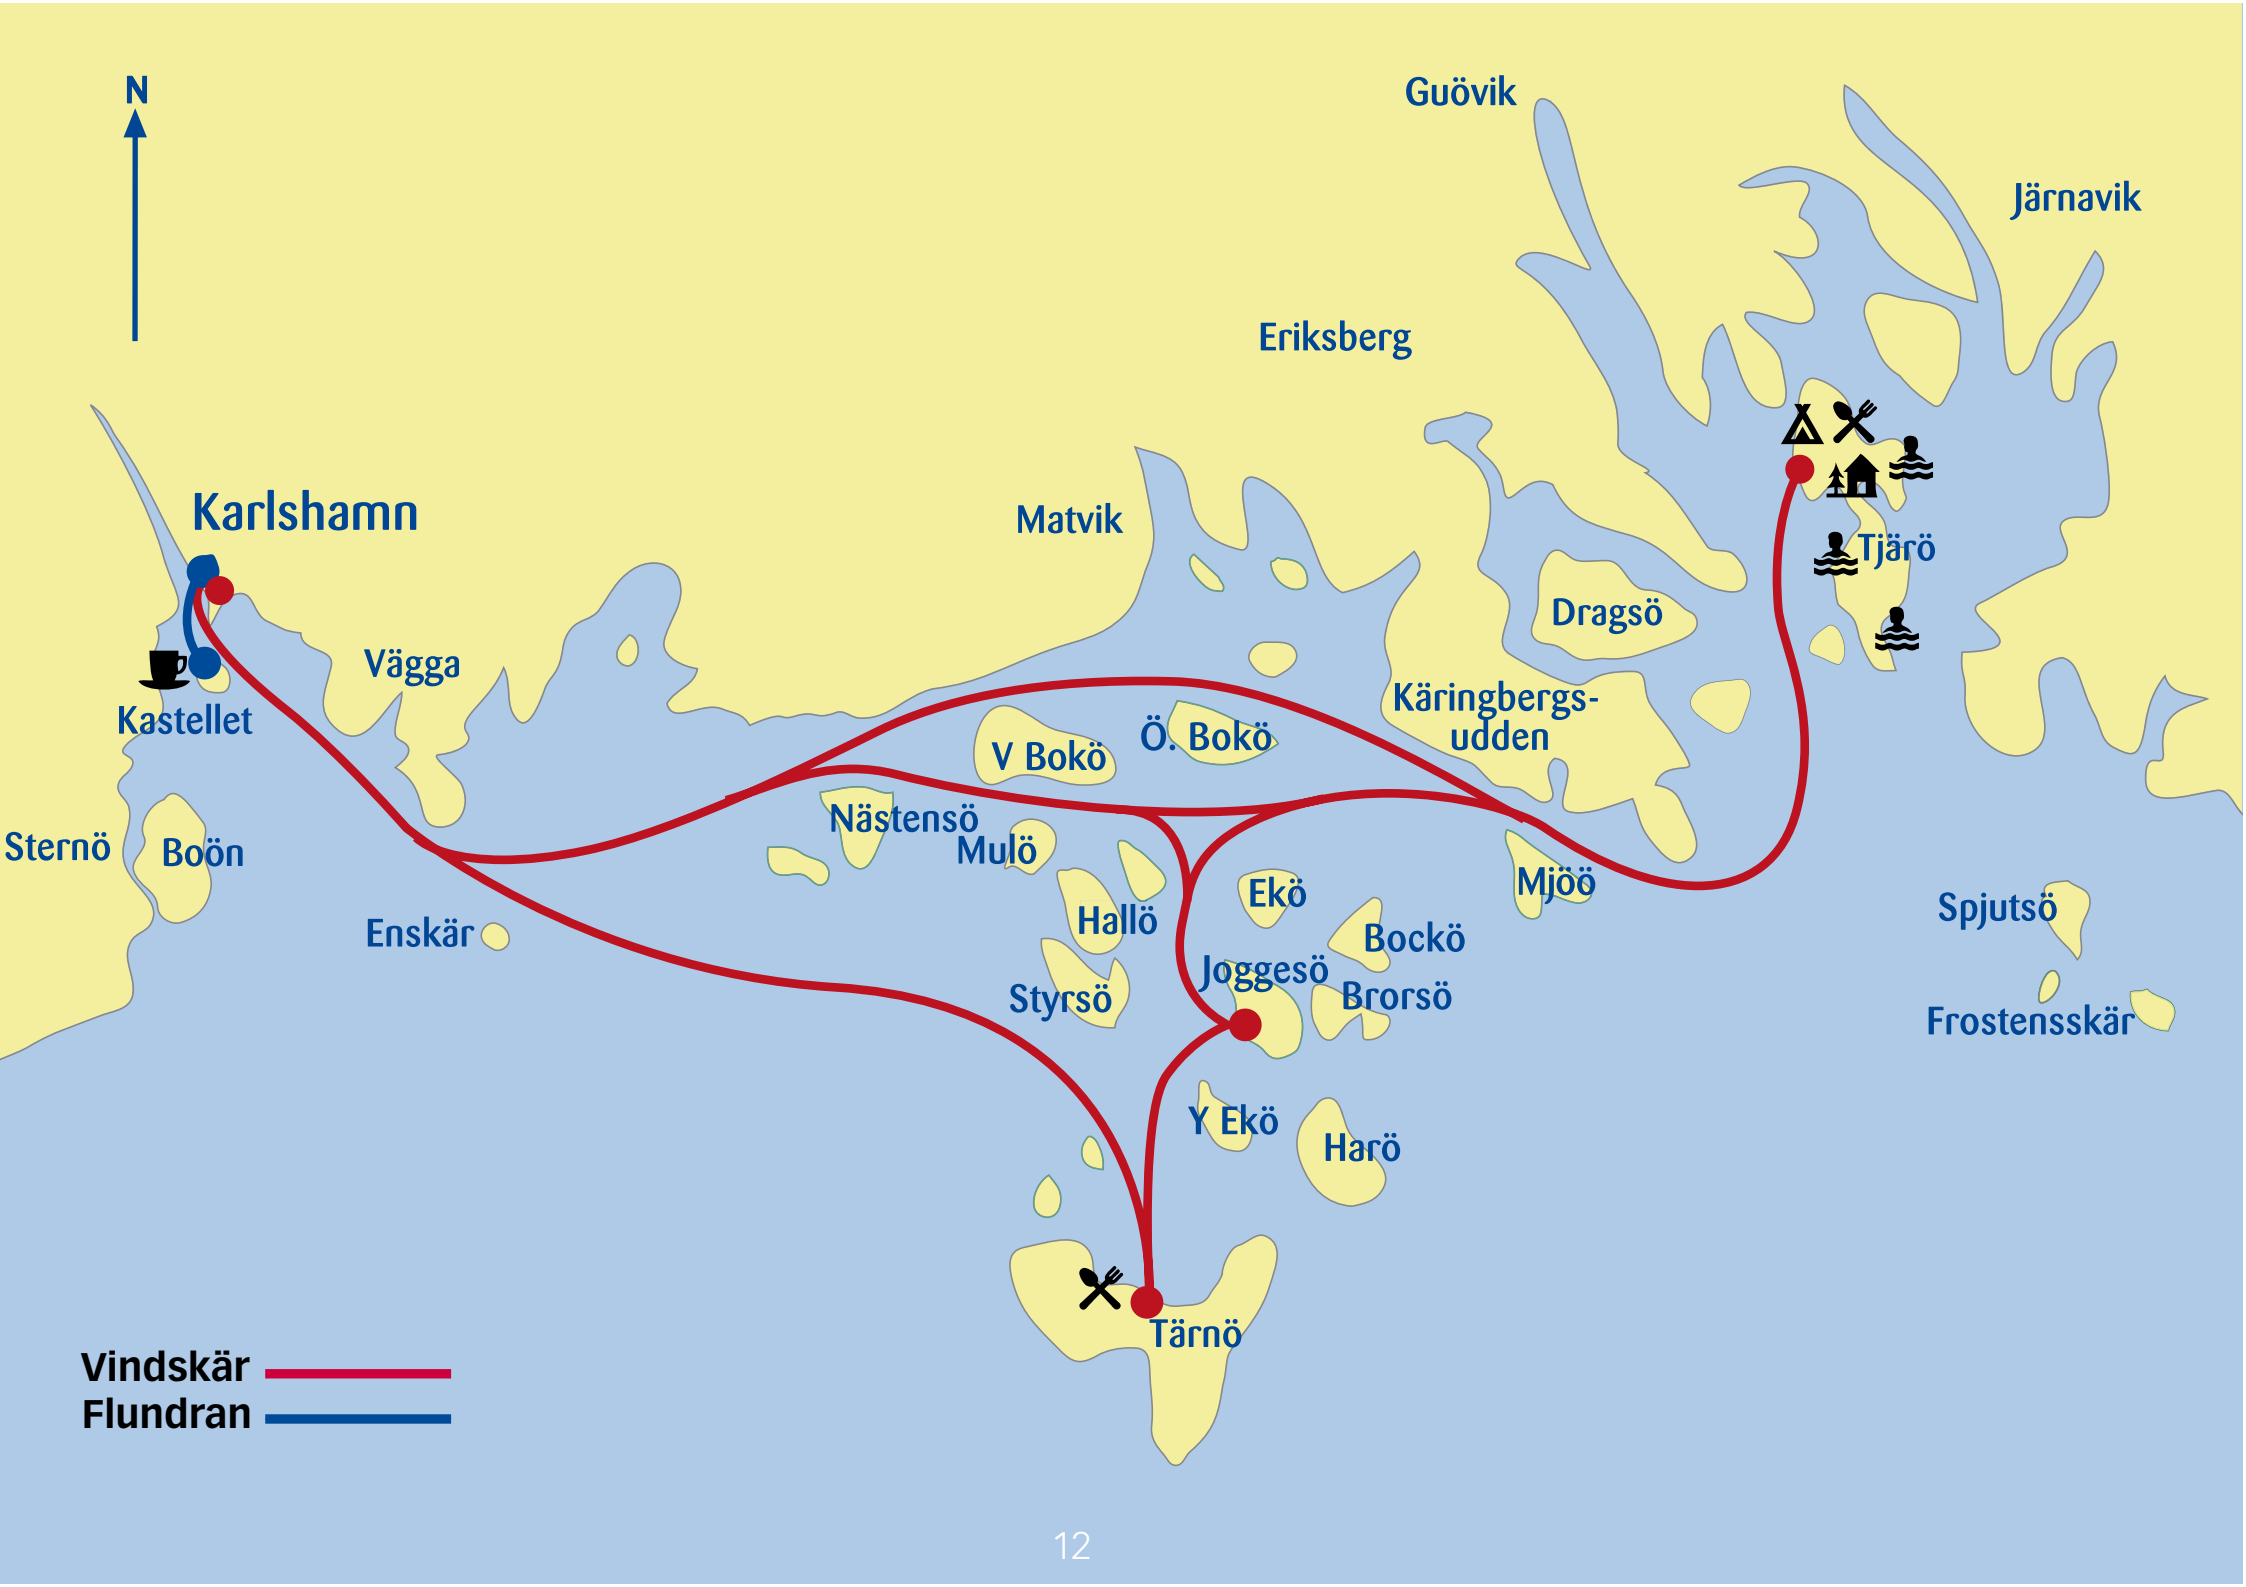 N
Guövik
Järnavik
Eriksberg
Karlshamn
Matvik
Tjärö
Dragsö
Vägga
Käringbergs-
udden
Kastellet
Ö. Bokö
V Bokö
Nästensö
Mulö
Sternö
Boön
Mjöö
Ekö
Spjutsö
Hallö
Enskär
Bockö
Joggesö
Styrsö
Brorsö
Frostensskär
Y Ekö
Harö
Tärnö
Vindskär
Flundran
12